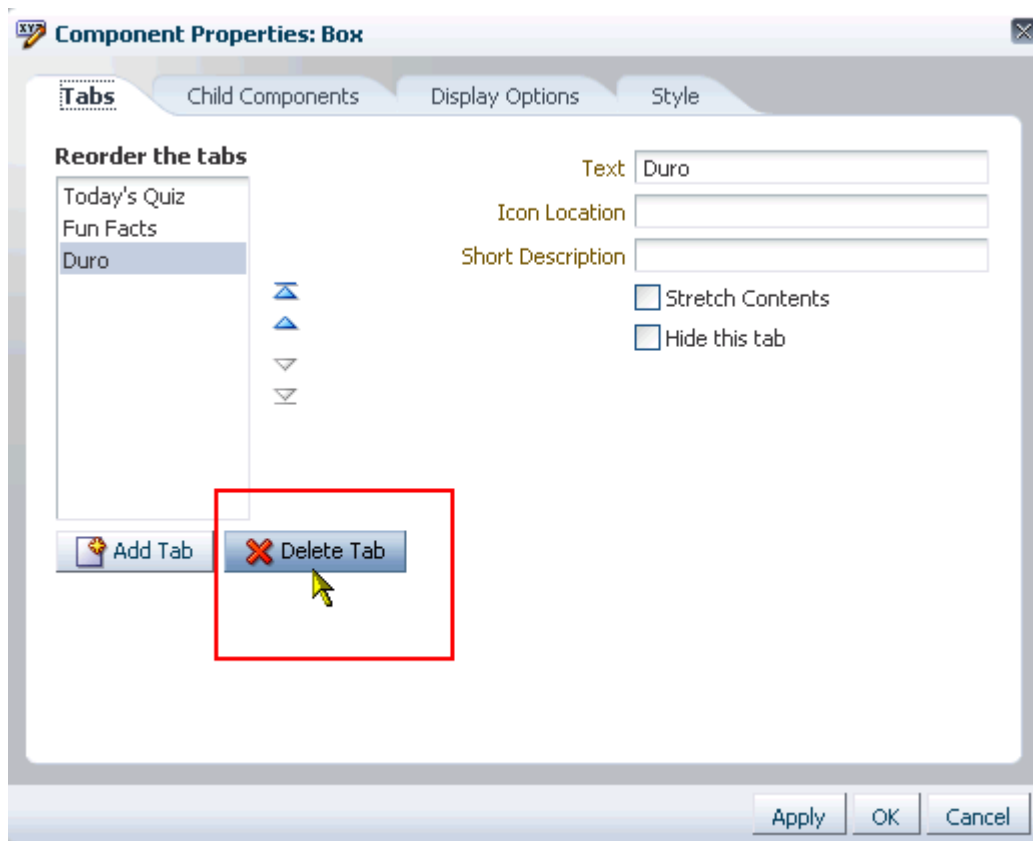 Component Properties: Box
Tabs
Child Components
Display Options
Style
Reorder the tabs
Today's Quiz
Fun Facts
Duro
Text Duro
Icon Location
Short Description
Stretch Contents
Hide this tab
Add Tab
Delete Tab
Apply
OK
Cancel